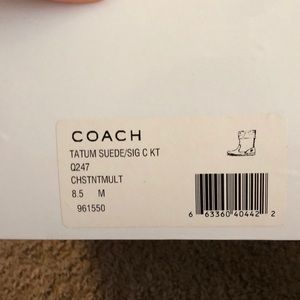 COACH
TATUM SUEDE/SIG C KT
Q247
CHSTNTMULT
8.5 M
961550
6 63360 40442 2